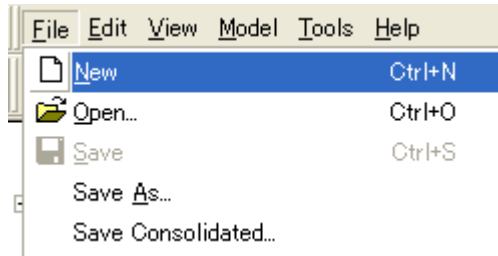 File Edit View Model Tools Help
New Ctrl+N
Open... Ctrl+O
Save Ctrl+S
Save As...
Save Consolidated...